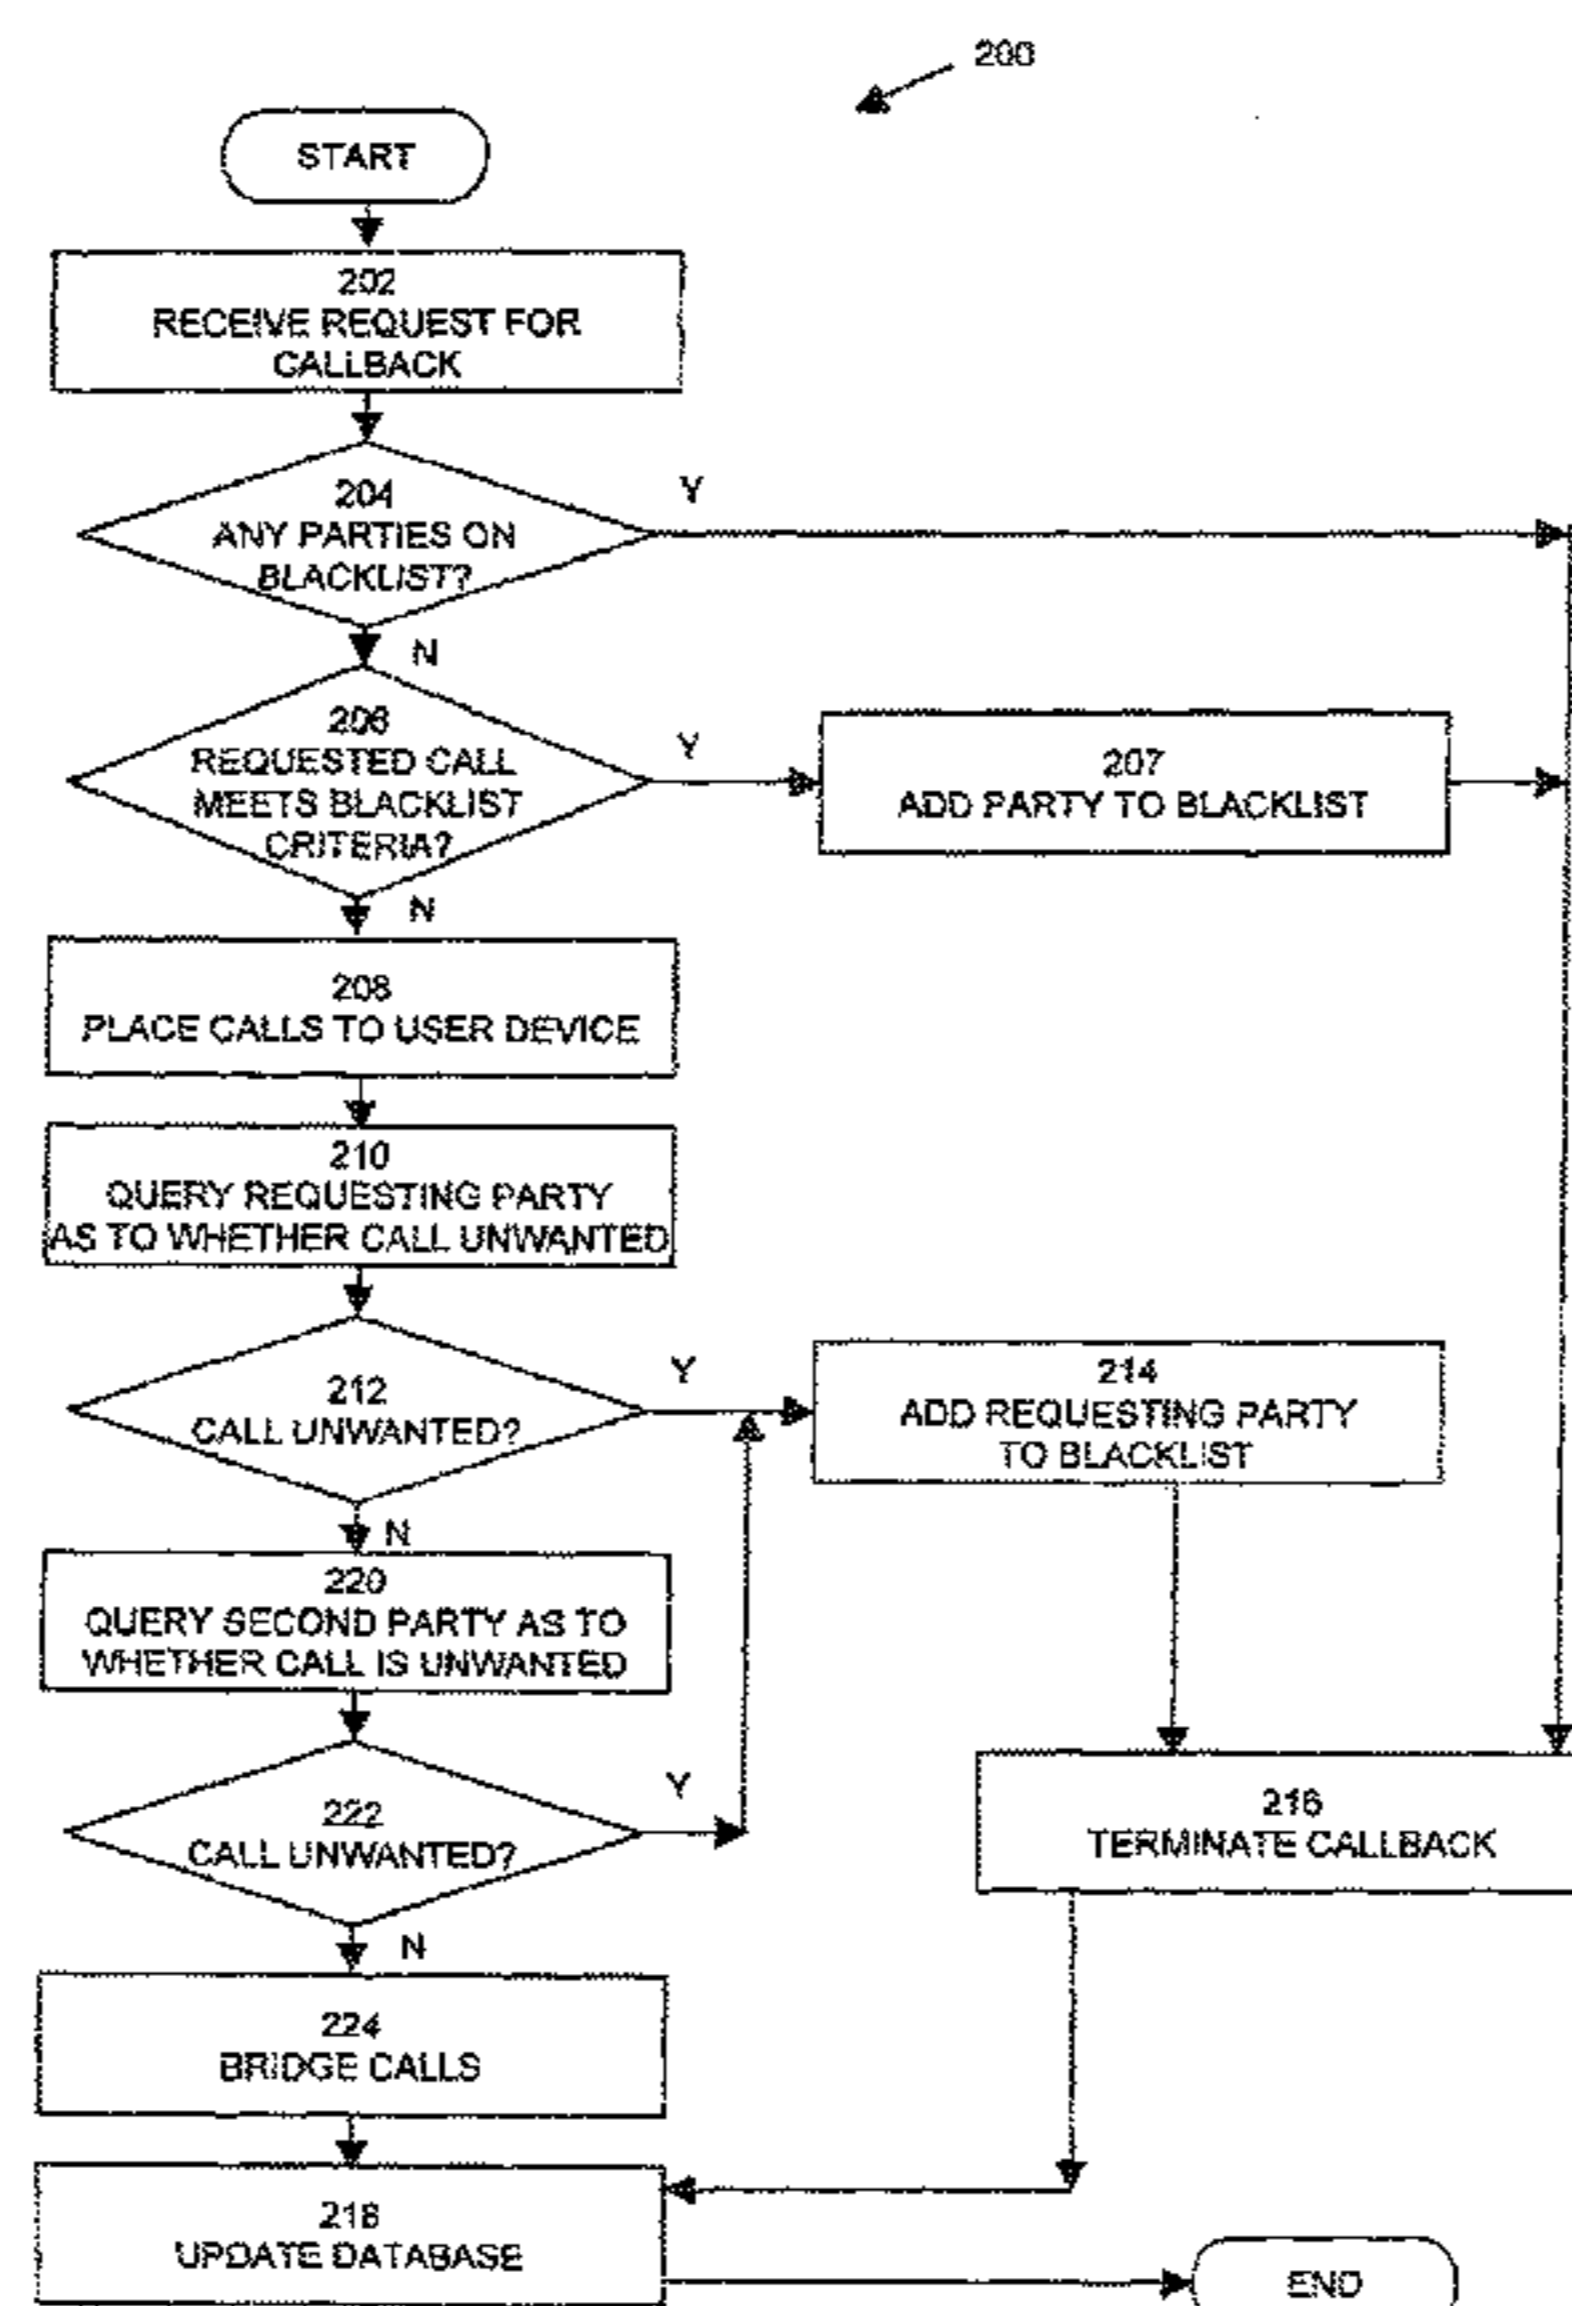 200
START
202
RECEIVE REQUEST FOR
CALLBACK
204
ANY PARTIES ON
BLACKLIST?
Y
N
206
REQUESTED CALL
MEETS BLACKLIST
CRITERIA?
Y
207
ADD PARTY TO BLACKLIST
N
208
PLACE CALLS TO USER DEVICE
210
QUERY REQUESTING PARTY
AS TO WHETHER CALL UNWANTED
212
CALL UNWANTED?
Y
214
ADD REQUESTING PARTY
TO BLACKLIST
N
220
QUERY SECOND PARTY AS TO
WHETHER CALL IS UNWANTED
222
CALL UNWANTED?
Y
216
TERMINATE CALLBACK
N
224
BRIDGE CALLS
218
UPDATE DATABASE
END